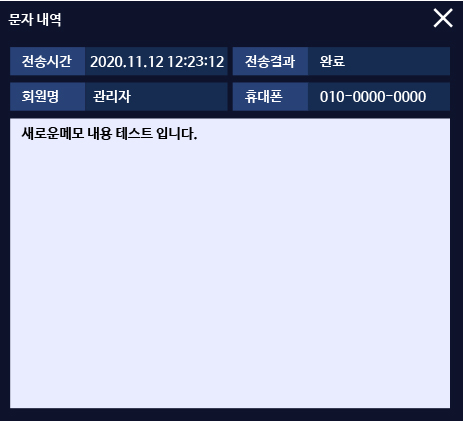 문자 내역
전송시간 2020.11.12 12:23:12 전송결과 완료
회원명 관리자 휴대폰 010-0000-0000
새로운메모 내용 테스트 입니다.